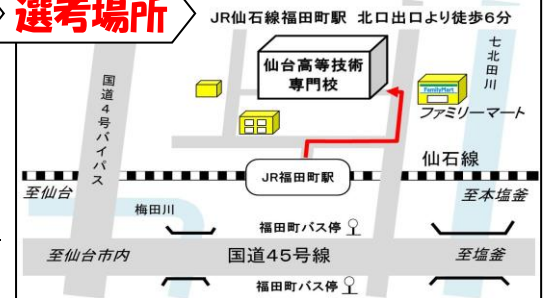 選考場所
JR仙石線福田町駅 北口出口より徒歩6分
仙台高等技術
専門校
七北田川
国道4号バイパス
FamilyMart
ファミリーマート
仙石線
JR福田町駅
至仙台
至本塩釜
梅田川
福田町バス停
至仙台市内
国道45号線
至塩釜
福田町バス停